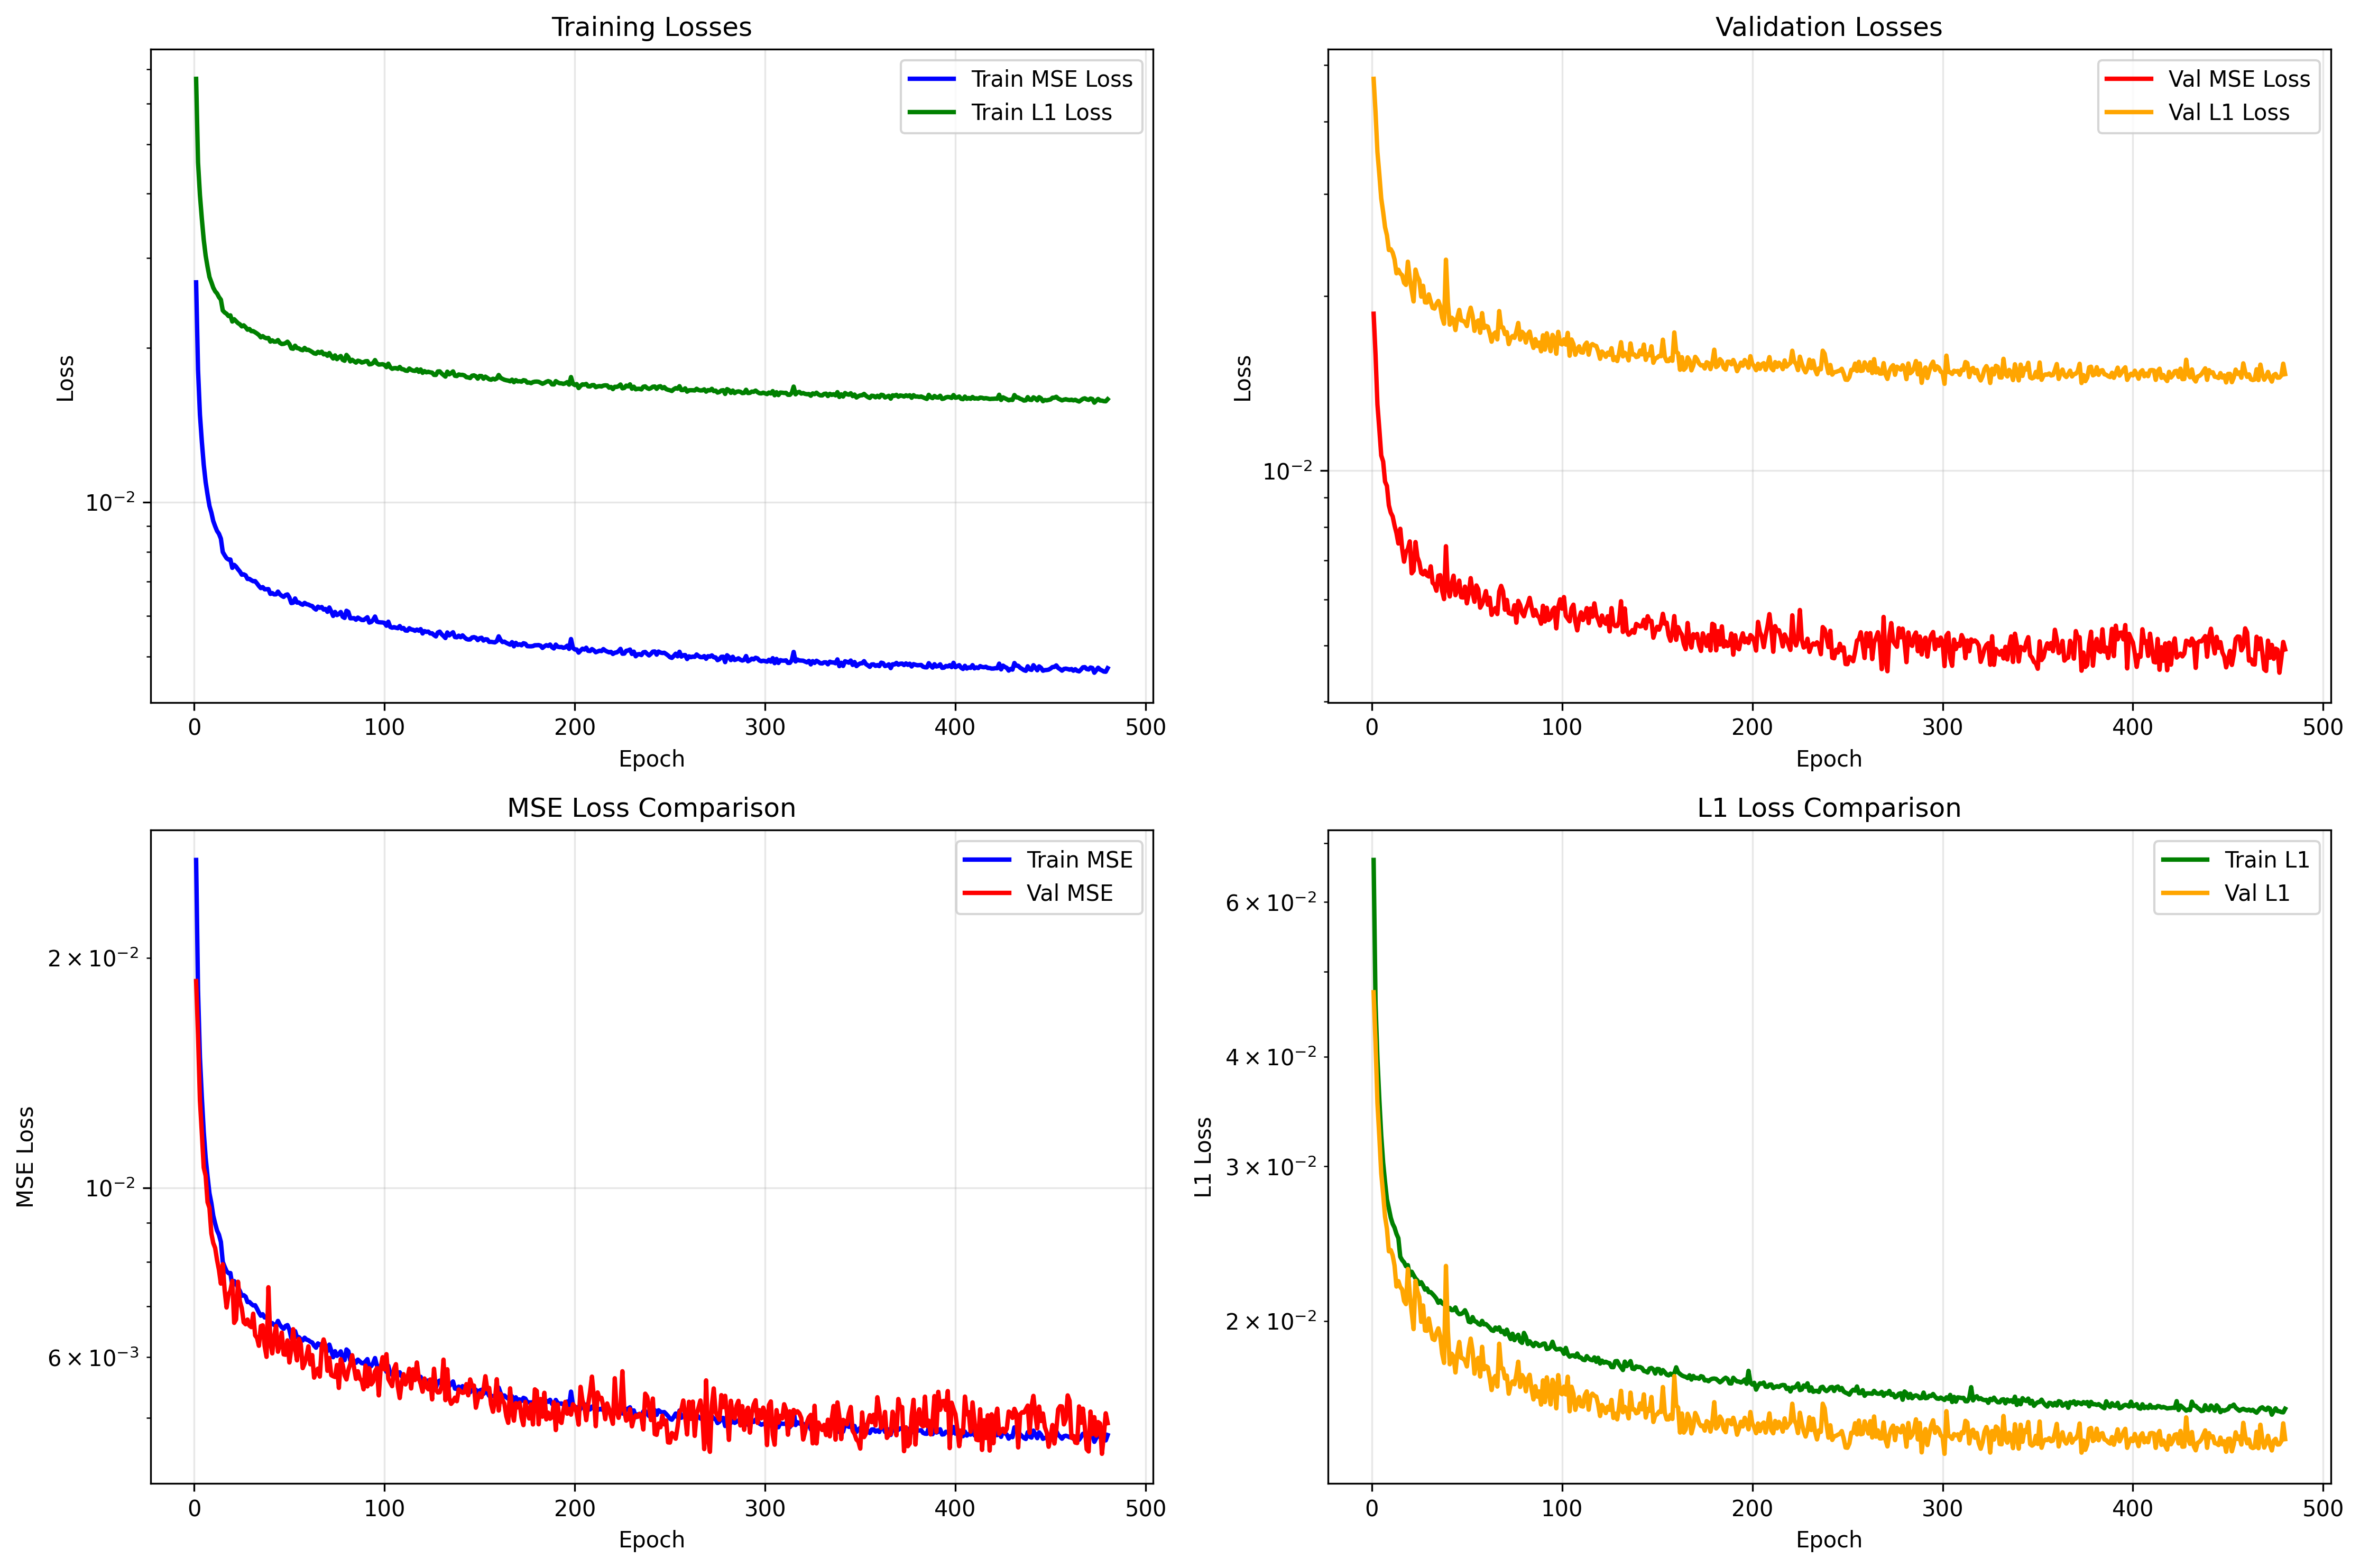 Training Losses
Loss
10⁻²
Train MSE Loss
Train L1 Loss
0 100 200 300 400 500
Epoch
Validation Losses
Loss
10⁻²
Val MSE Loss
Val L1 Loss
0 100 200 300 400 500
Epoch
MSE Loss Comparison
MSE Loss
2 × 10⁻²
10⁻²
6 × 10⁻³
Train MSE
Val MSE
0 100 200 300 400 500
Epoch
L1 Loss Comparison
L1 Loss
6 × 10⁻²
4 × 10⁻²
3 × 10⁻²
2 × 10⁻²
Train L1
Val L1
0 100 200 300 400 500
Epoch